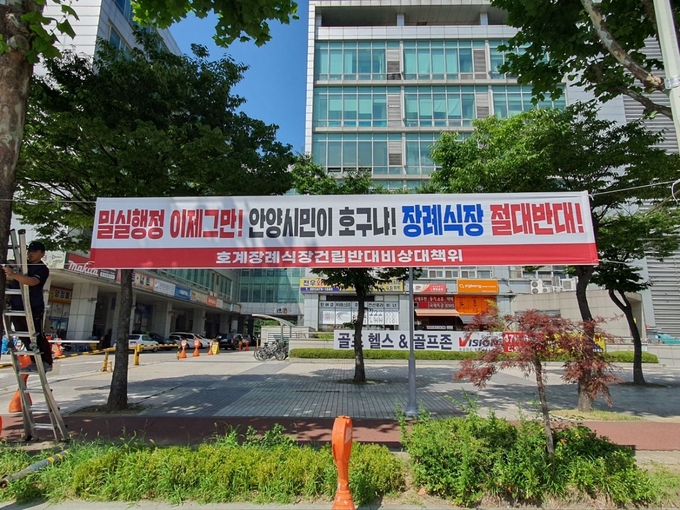 밀실행정 이제그만! 안양시민이 호구냐! 장례식장 절대반대!
호계장례식장건립반대비상대책위
makita
골프 헬스 & 골프존 VISION